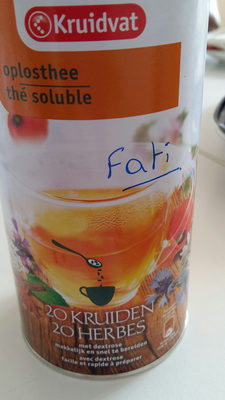 Kruidvat
oplosthee
thé soluble
Fati
20 KRUIDEN
20 HERBES
met dextrose
makkelijk en snel te bereiden
avec dextrose
facile et rapide à préparer